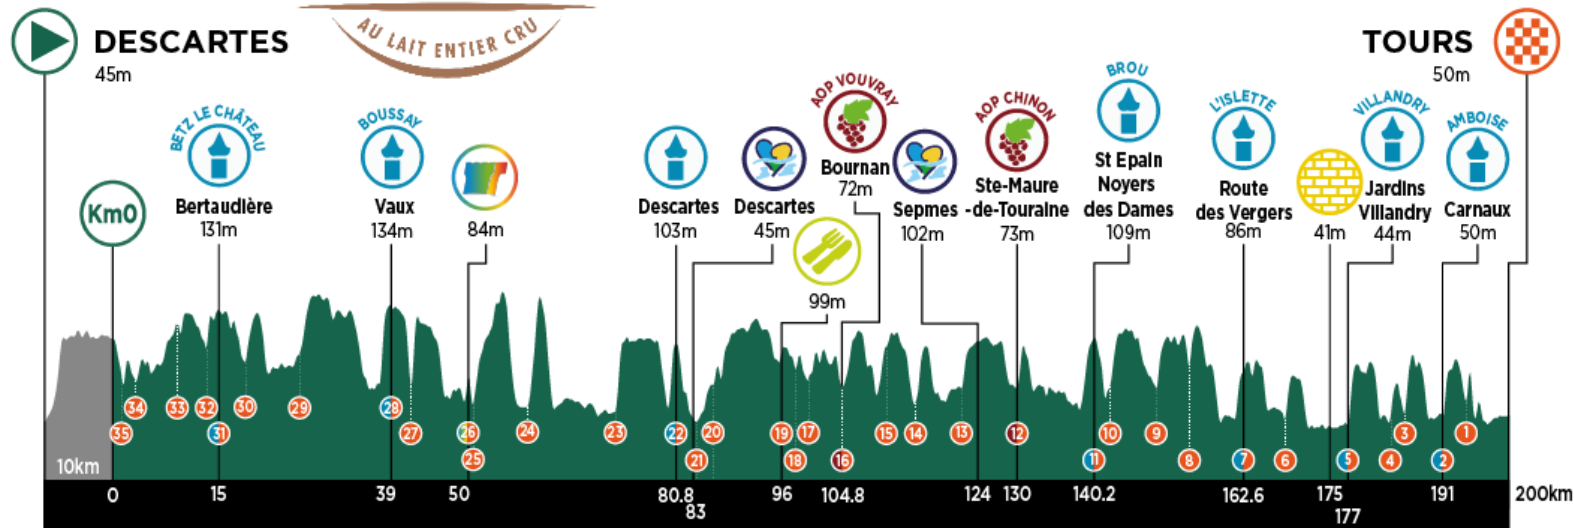 DESCARTES
45m
AU LAIT ENTIER CRU
TOURS
50m
Km0
BETZ LE CHÂTEAU
Bertaudière
131m
BOUSSAY
Vaux
134m
84m
Descartes
103m
Descartes
45m
AOP VOUVRAY
Bournan
72m
99m
Sepmes
102m
AOP CHINON
Ste-Maure
-de-Touraine
73m
BROU
St Epain
Noyers
des Dames
109m
L'ISLETTE
Route
des Vergers
86m
41m
VILLANDRY
Jardins
Villandry
44m
AMBOISE
Carnaux
50m
34 33 32 30 29 28 3 1
35 31 27 26 24 23 22 20 19 17 15 14 13 12 10 9
25 21 18 16 11 8 7 6 5 4 2
10km
0 15 39 50 80.8 96 104.8 124 130 140.2 162.6 175 191 200km
83 177